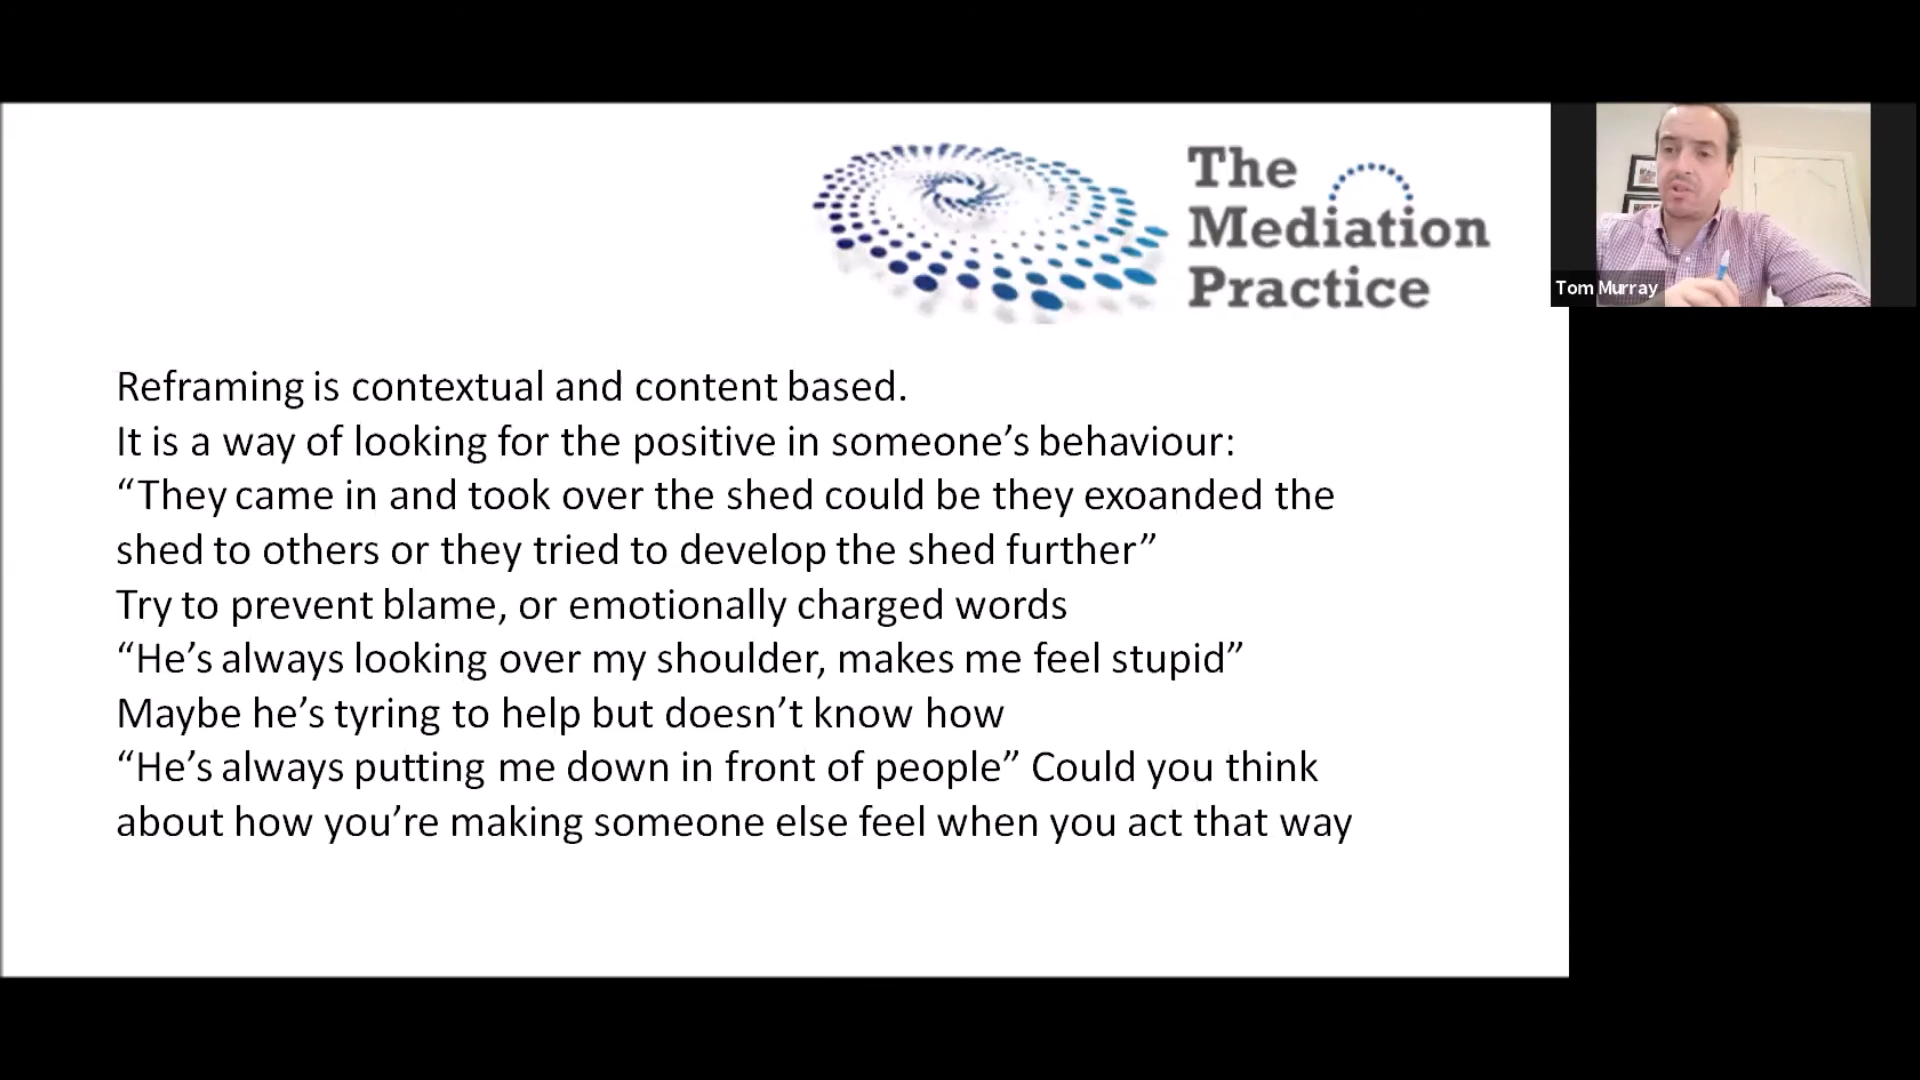 The
Mediation
Practice
Tom Murray
Reframing is contextual and content based.
It is a way of looking for the positive in someone’s behaviour:
“They came in and took over the shed could be they exoanded the
shed to others or they tried to develop the shed further”
Try to prevent blame, or emotionally charged words
“He’s always looking over my shoulder, makes me feel stupid”
Maybe he’s tyring to help but doesn’t know how
“He’s always putting me down in front of people” Could you think
about how you’re making someone else feel when you act that way